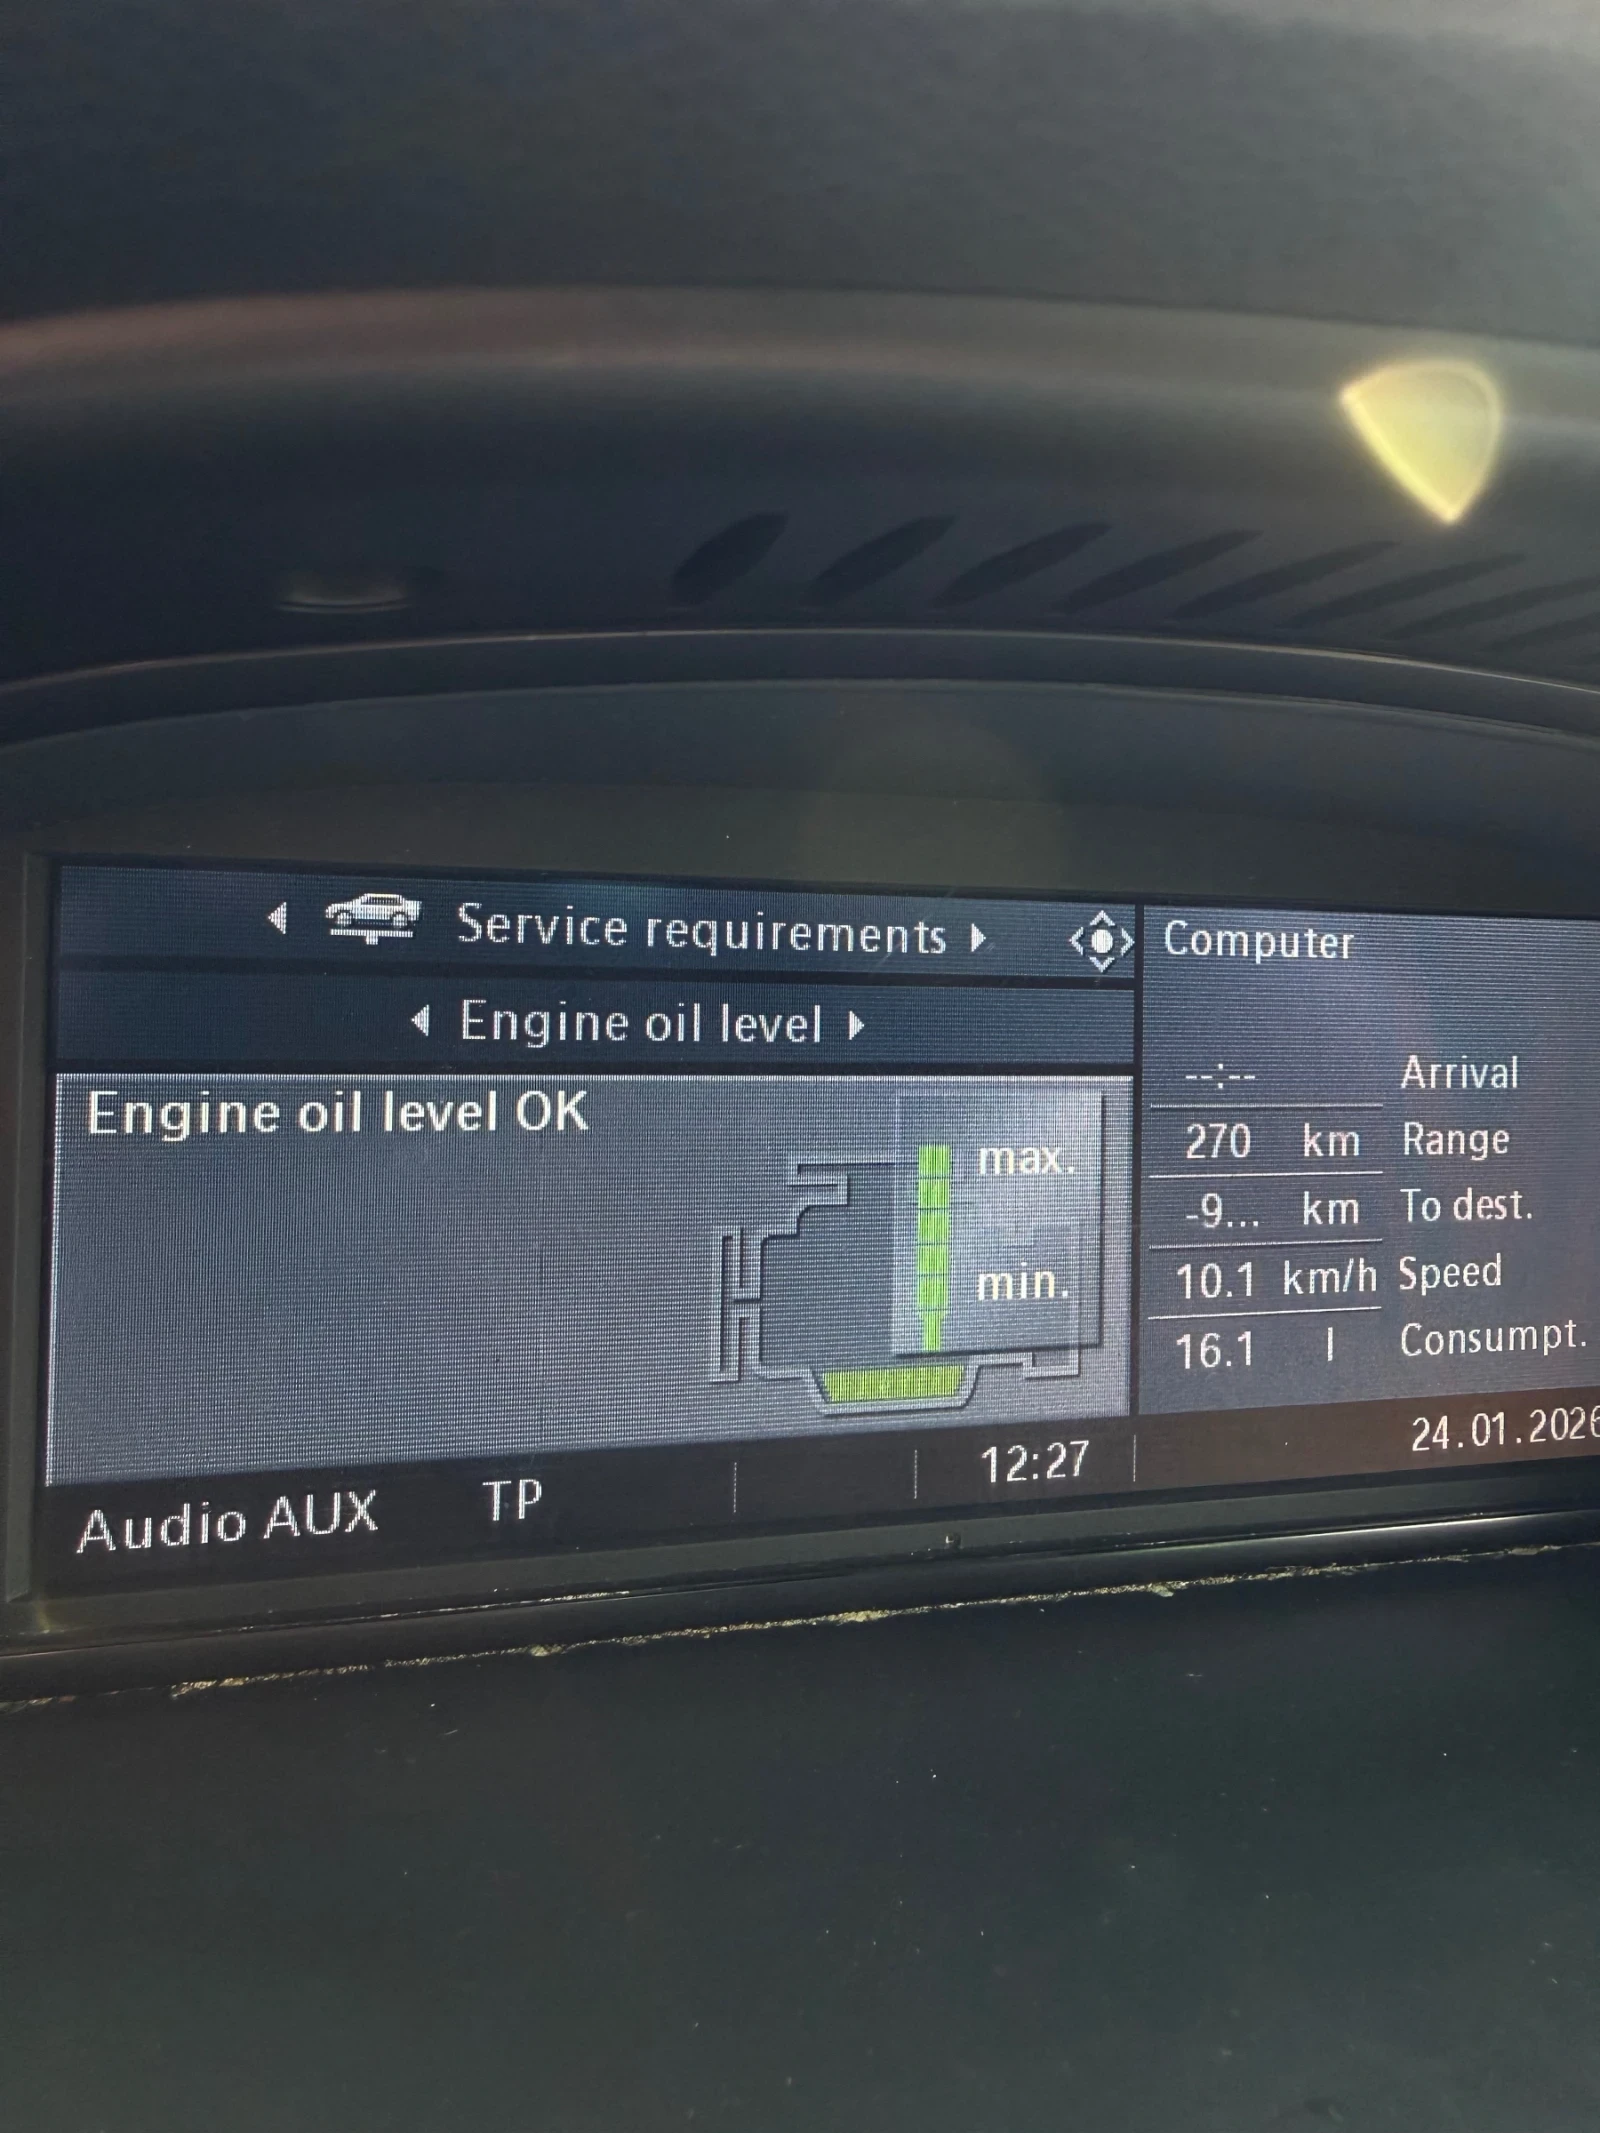 Service requirements
Engine oil level
Engine oil level OK
max.
min.
Audio AUX TP 12:27
Computer
--:-- Arrival
270 km Range
-9... km To dest.
10.1 km/h Speed
16.1 l Consumpt.
24.01.2026